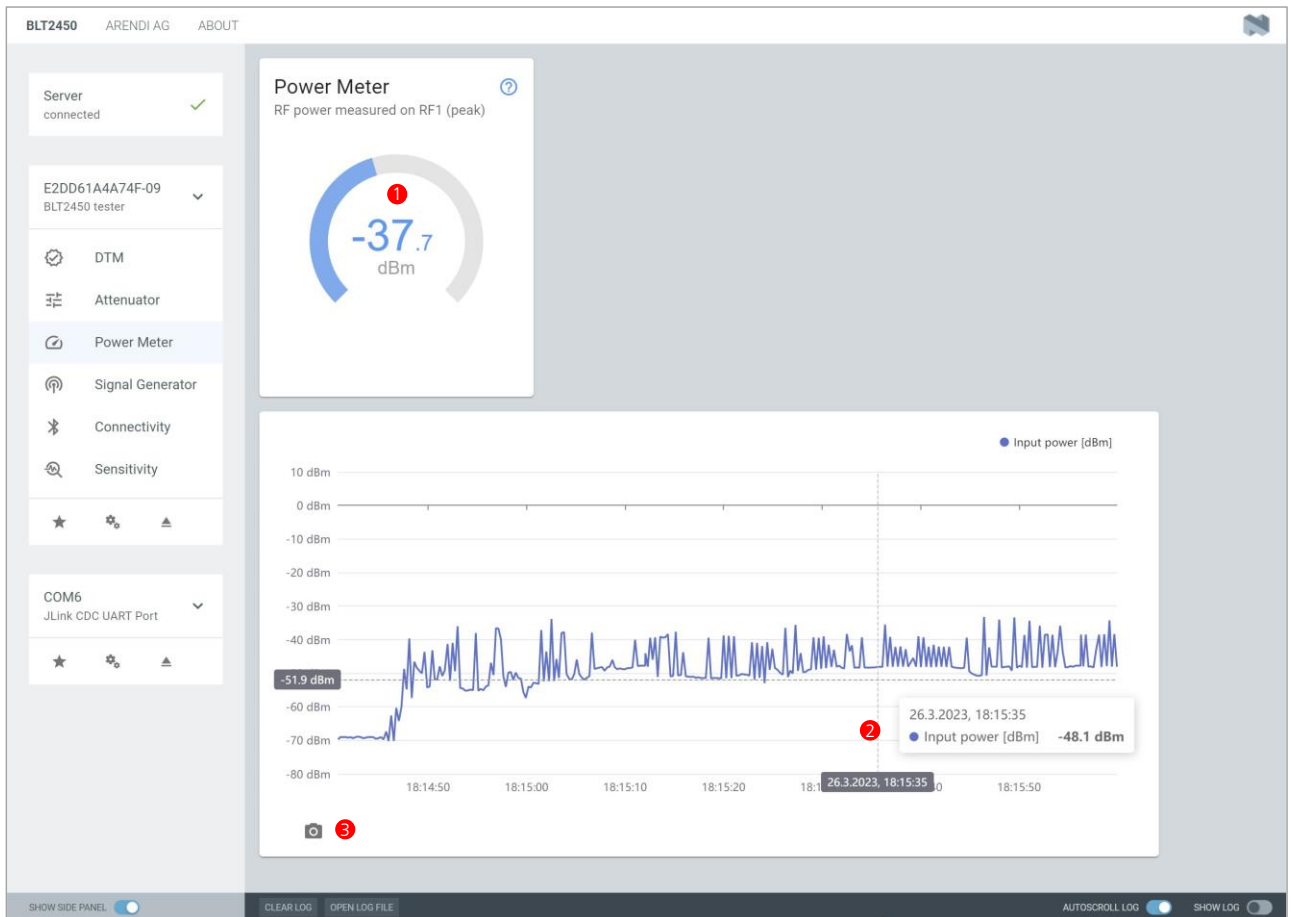 BLT2450 ARENDI AG ABOUT
Server
connected
E2DD61A4A74F-09
BLT2450 tester
DTM
Attenuator
Power Meter
Signal Generator
Connectivity
Sensitivity
COM6
JLink CDC UART Port
SHOW SIDE PANEL
Power Meter
RF power measured on RF1 (peak)
1
-37.7
dBm
Input power [dBm]
10 dBm
0 dBm
-10 dBm
-20 dBm
-30 dBm
-40 dBm
-51.9 dBm
-60 dBm
-70 dBm
-80 dBm
2
26.3.2023, 18:15:35
Input power [dBm] -48.1 dBm
18:14:50 18:15:00 18:15:10 18:15:20 26.3.2023, 18:15:35 18:15:50
3
CLEAR LOG OPEN LOG FILE AUTOSCROLL LOG SHOW LOG